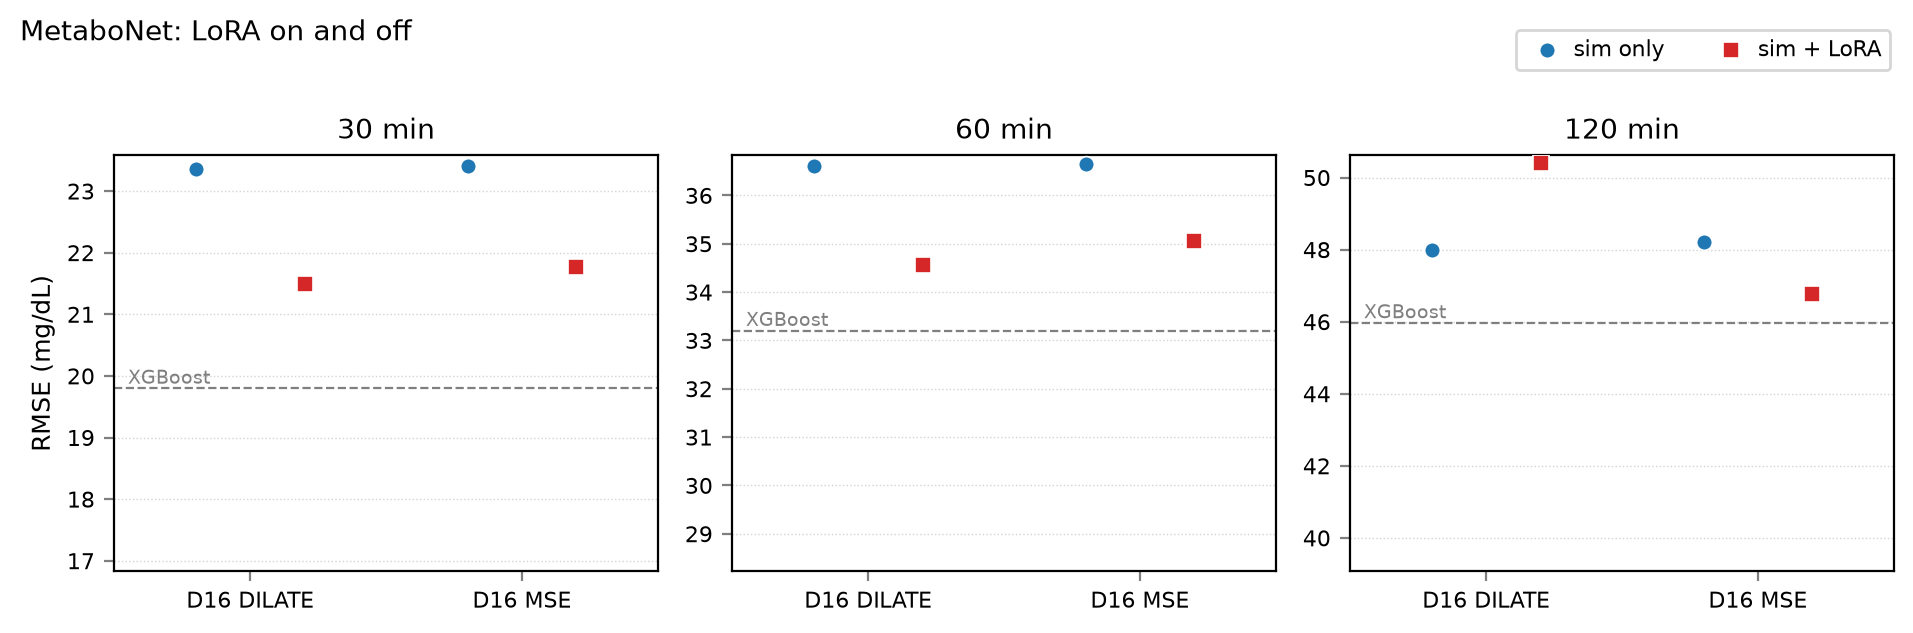 MetaboNet: LoRA on and off
sim only
sim + LoRA
30 min
60 min
120 min
RMSE (mg/dL)
23
22
21
20
19
18
17
XGBoost
D16 DILATE
D16 MSE
36
35
34
33
32
31
30
29
XGBoost
D16 DILATE
D16 MSE
50
48
46
44
42
40
XGBoost
D16 DILATE
D16 MSE